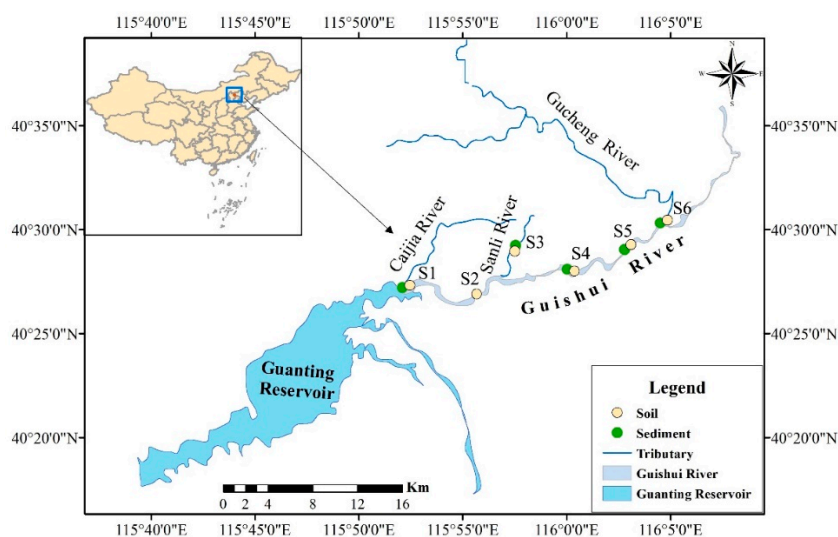 115°40'0"E 115°45'0"E 115°50'0"E 115°55'0"E 116°0'0"E 116°5'0"E
N
W E
S
40°35'0"N
40°30'0"N
40°25'0"N
40°20'0"N
Gucheng River
Caijia River
Sanli River
S6
S5
S3
S4
S1
S2
Guishui River
Guanting
Reservoir
40°35'0"N
40°30'0"N
40°25'0"N
40°20'0"N
Legend
Soil
Sediment
Tributary
Guishui River
Guanting Reservoir
Km
0 2 4 8 12 16
115°40'0"E 115°45'0"E 115°50'0"E 115°55'0"E 116°0'0"E 116°5'0"E